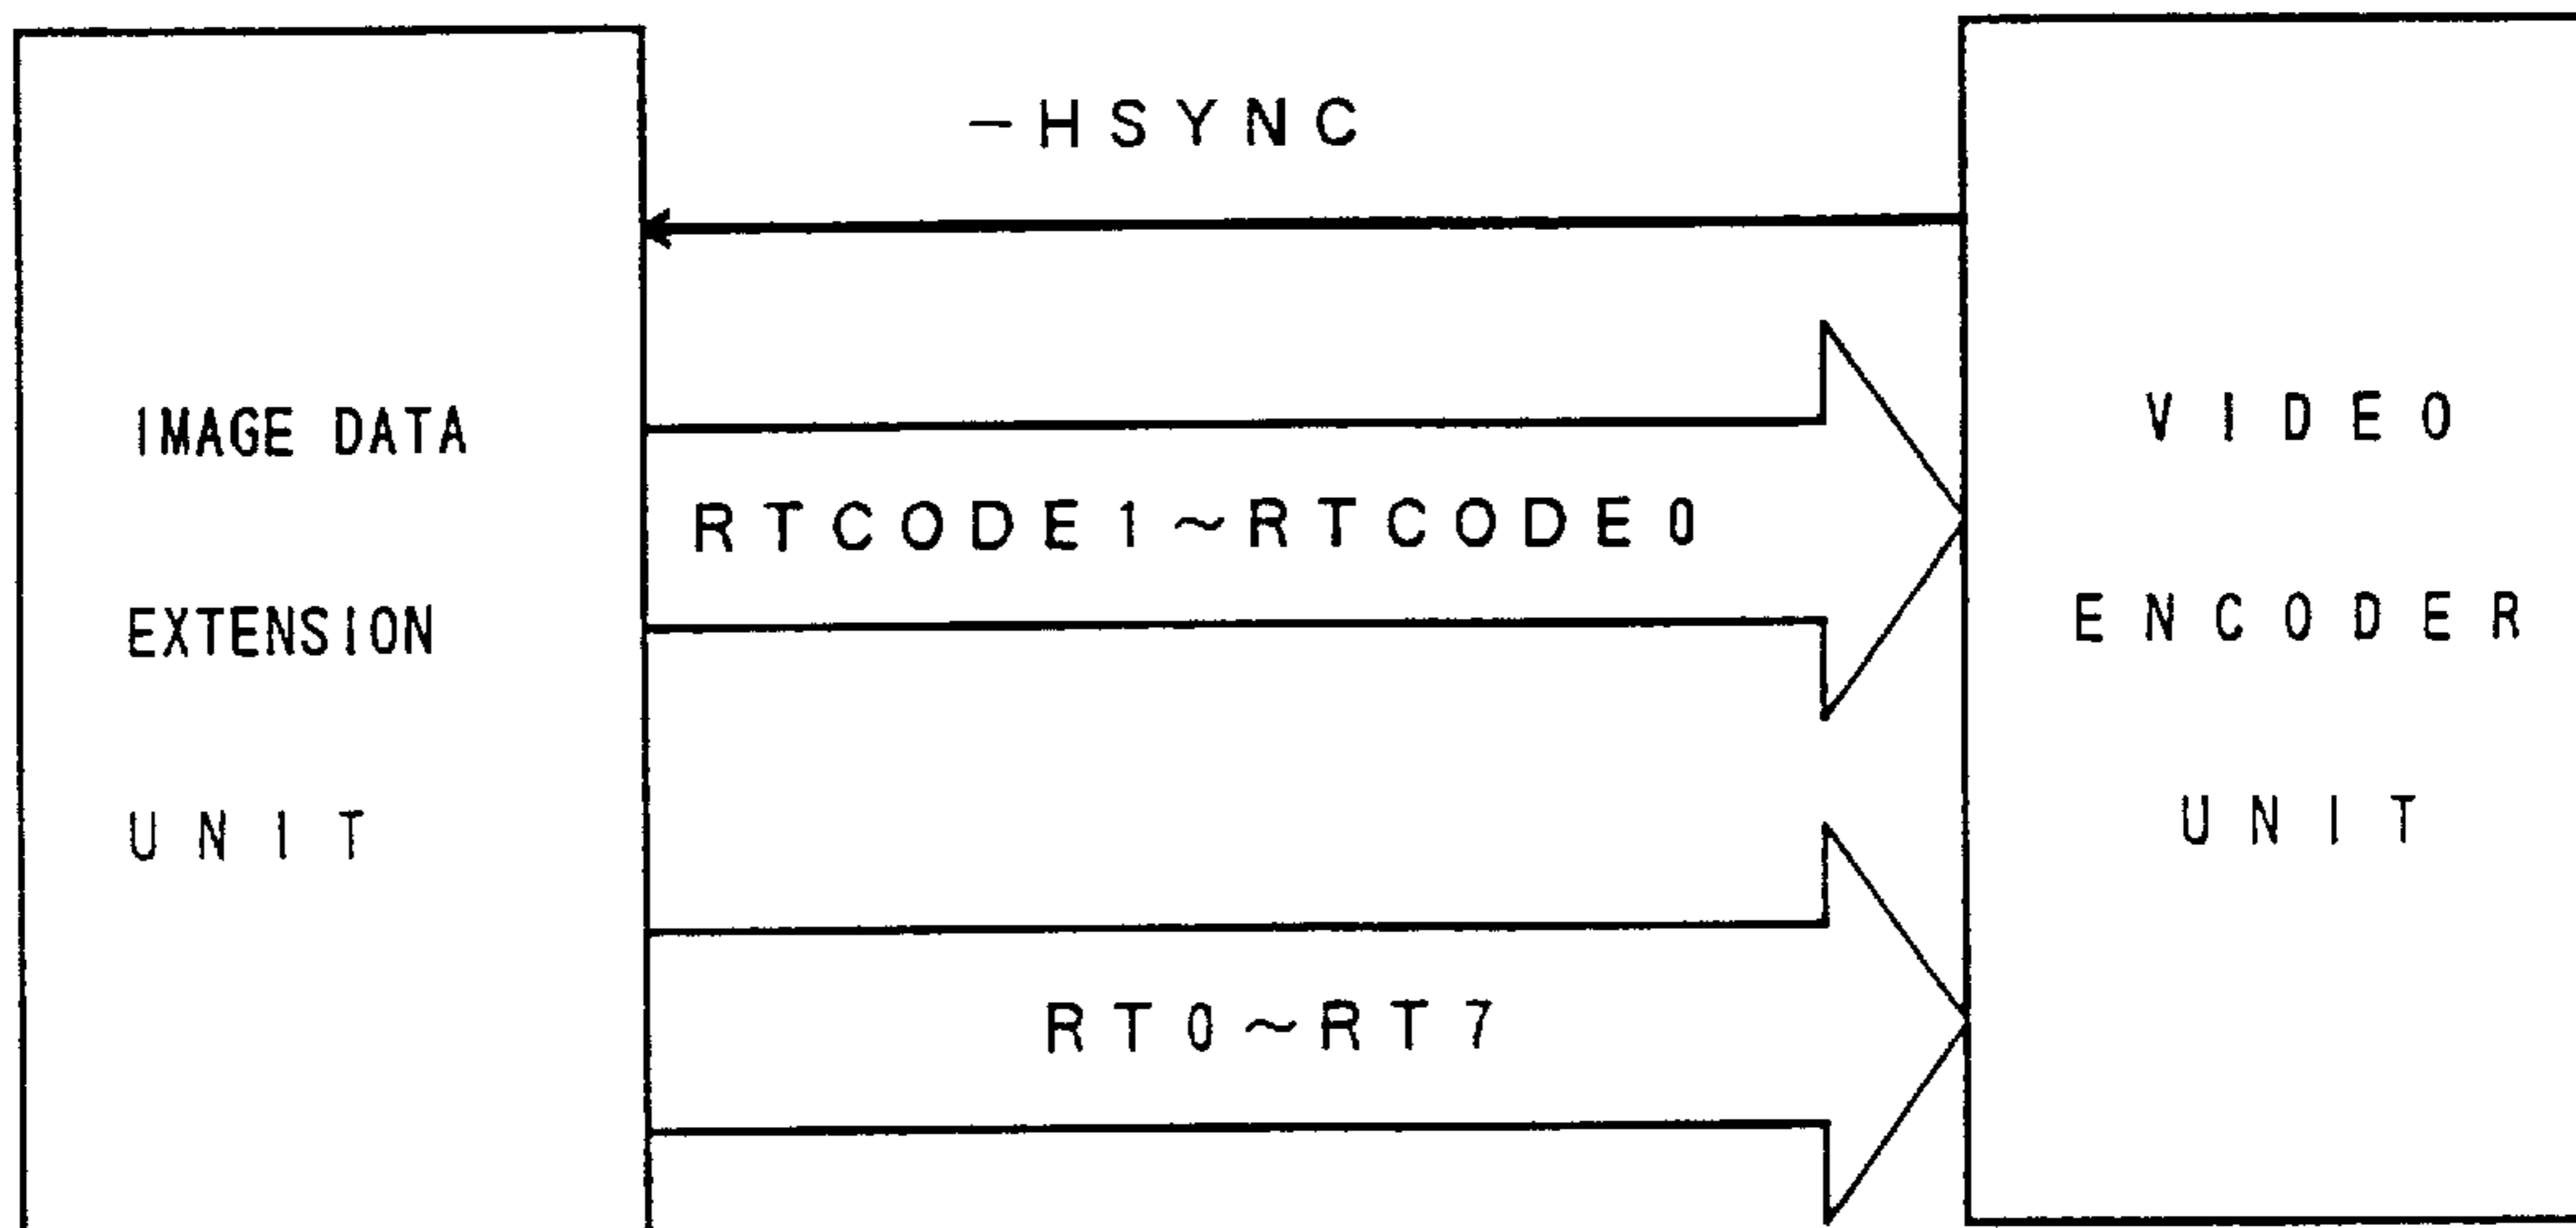 -HSYNC
IMAGE DATA
EXTENSION
UNIT
RTCODE1~RTCODE0
RT0~RT7
VIDEO
ENCODER
UNIT